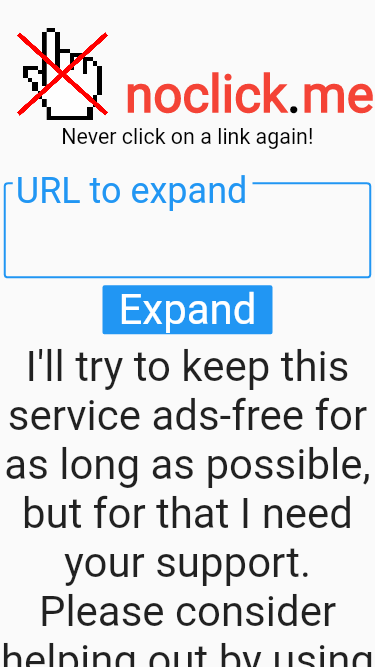 noclick.me
Never click on a link again!
URL to expand
Expand
I'll try to keep this
service ads-free for
as long as possible,
but for that I need
your support.
Please consider
helping out by using